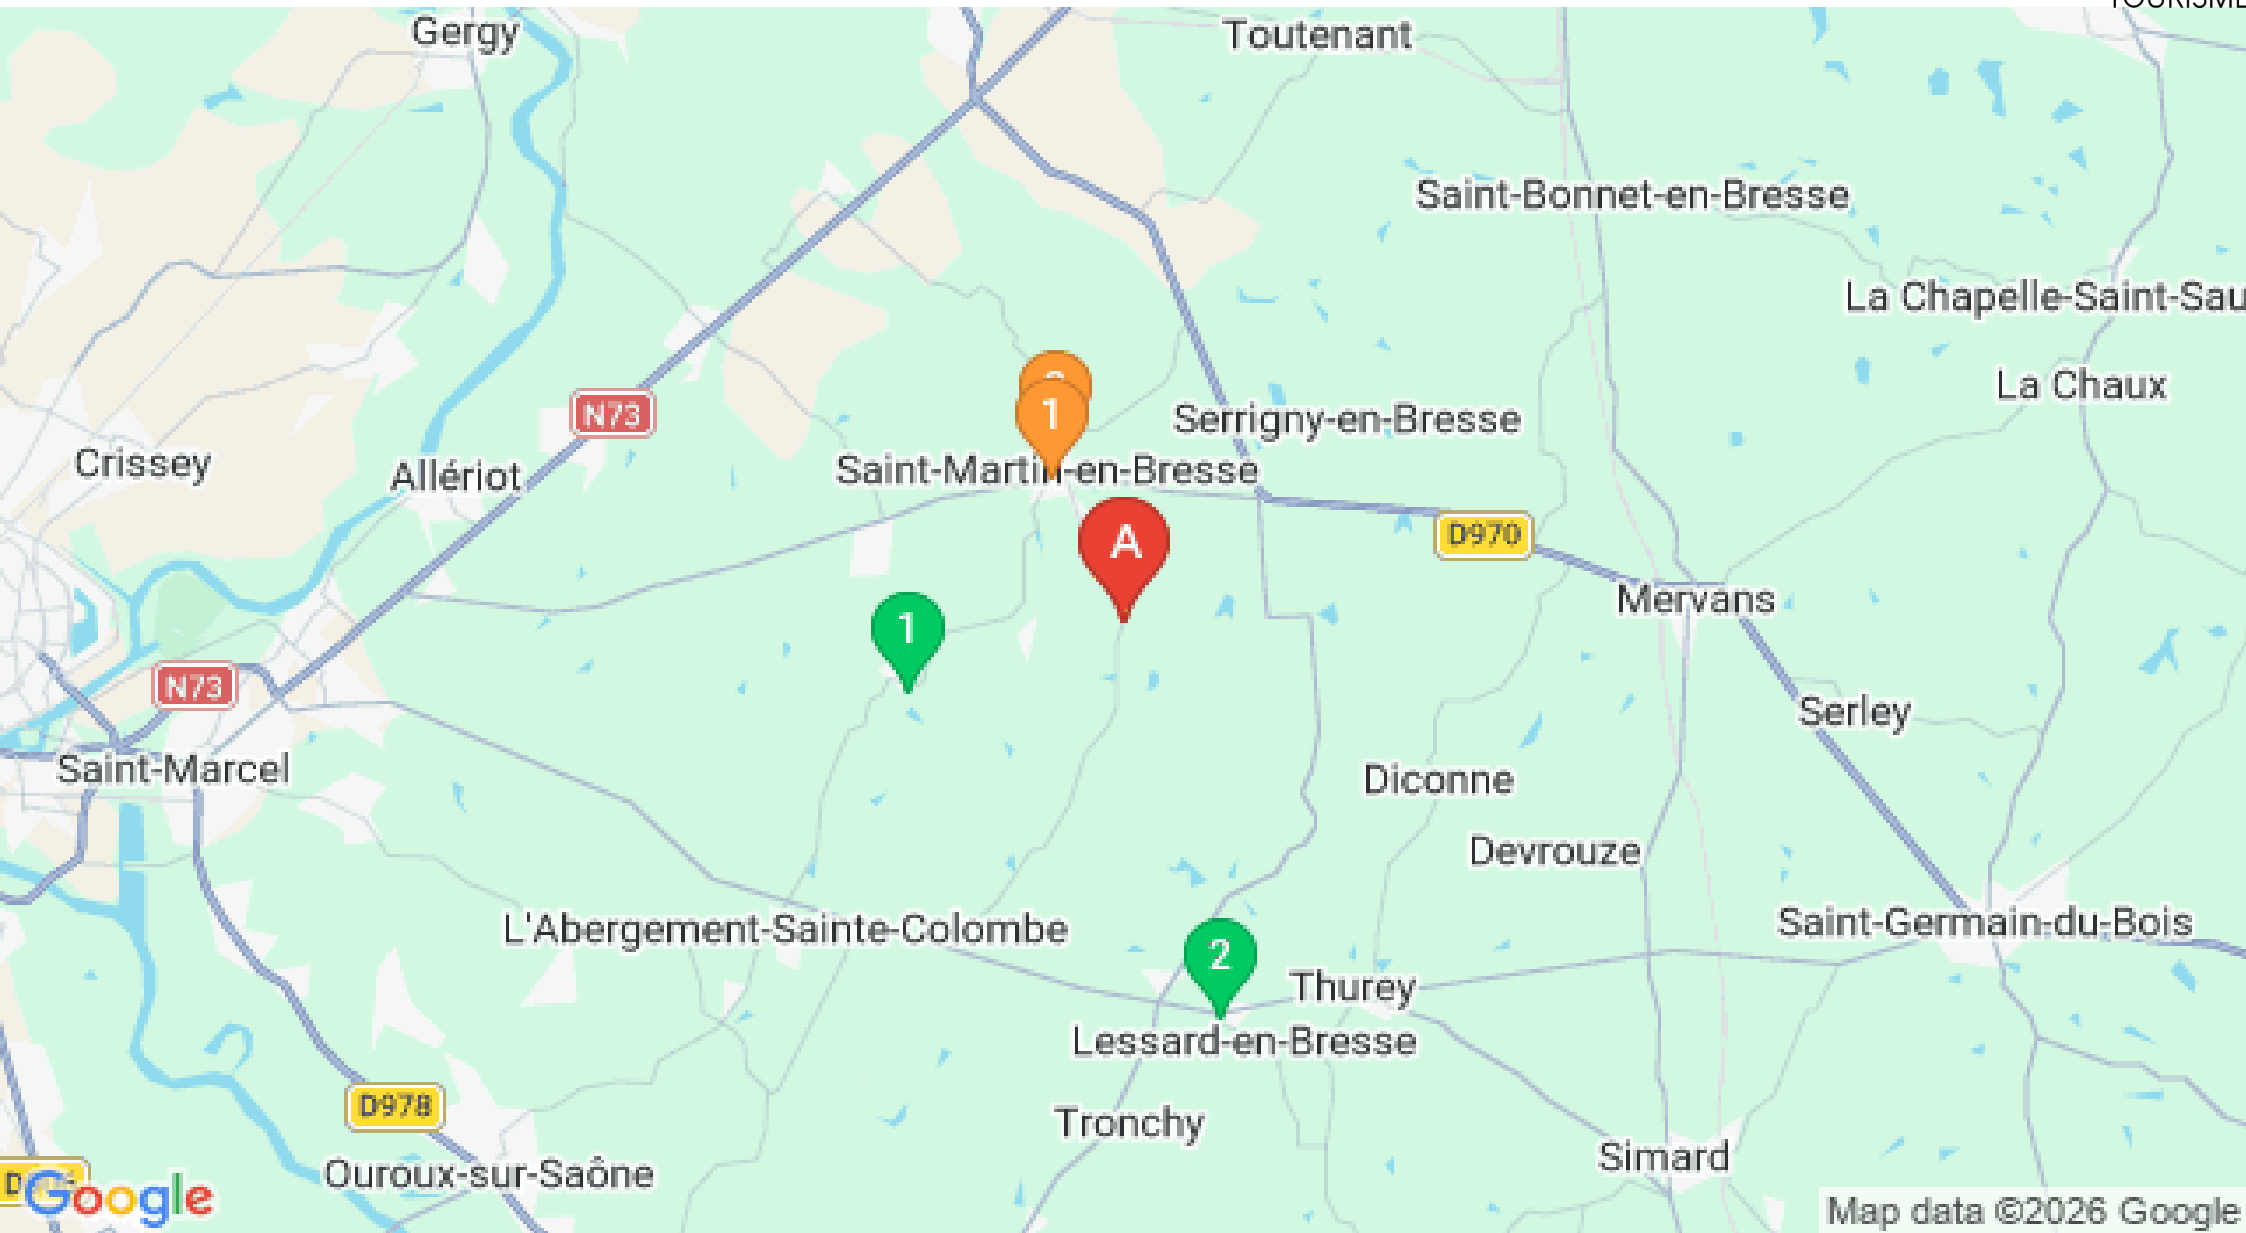 TOURISME
Gergy
Toutenant
Saint-Bonnet-en-Bresse
La Chapelle-Saint-Sau
La Chaux
1
N73
Serrigny-en-Bresse
Crissey
Allériot
Saint-Martin-en-Bresse
A
D970
Mervans
1
N73
Serley
Saint-Marcel
Diconne
Devrouze
L'Abergement-Sainte-Colombe
Saint-Germain-du-Bois
2
Thurey
Lessard-en-Bresse
D978
Tronchy
Simard
Ouroux-sur-Saône
Google
Map data ©2026 Google